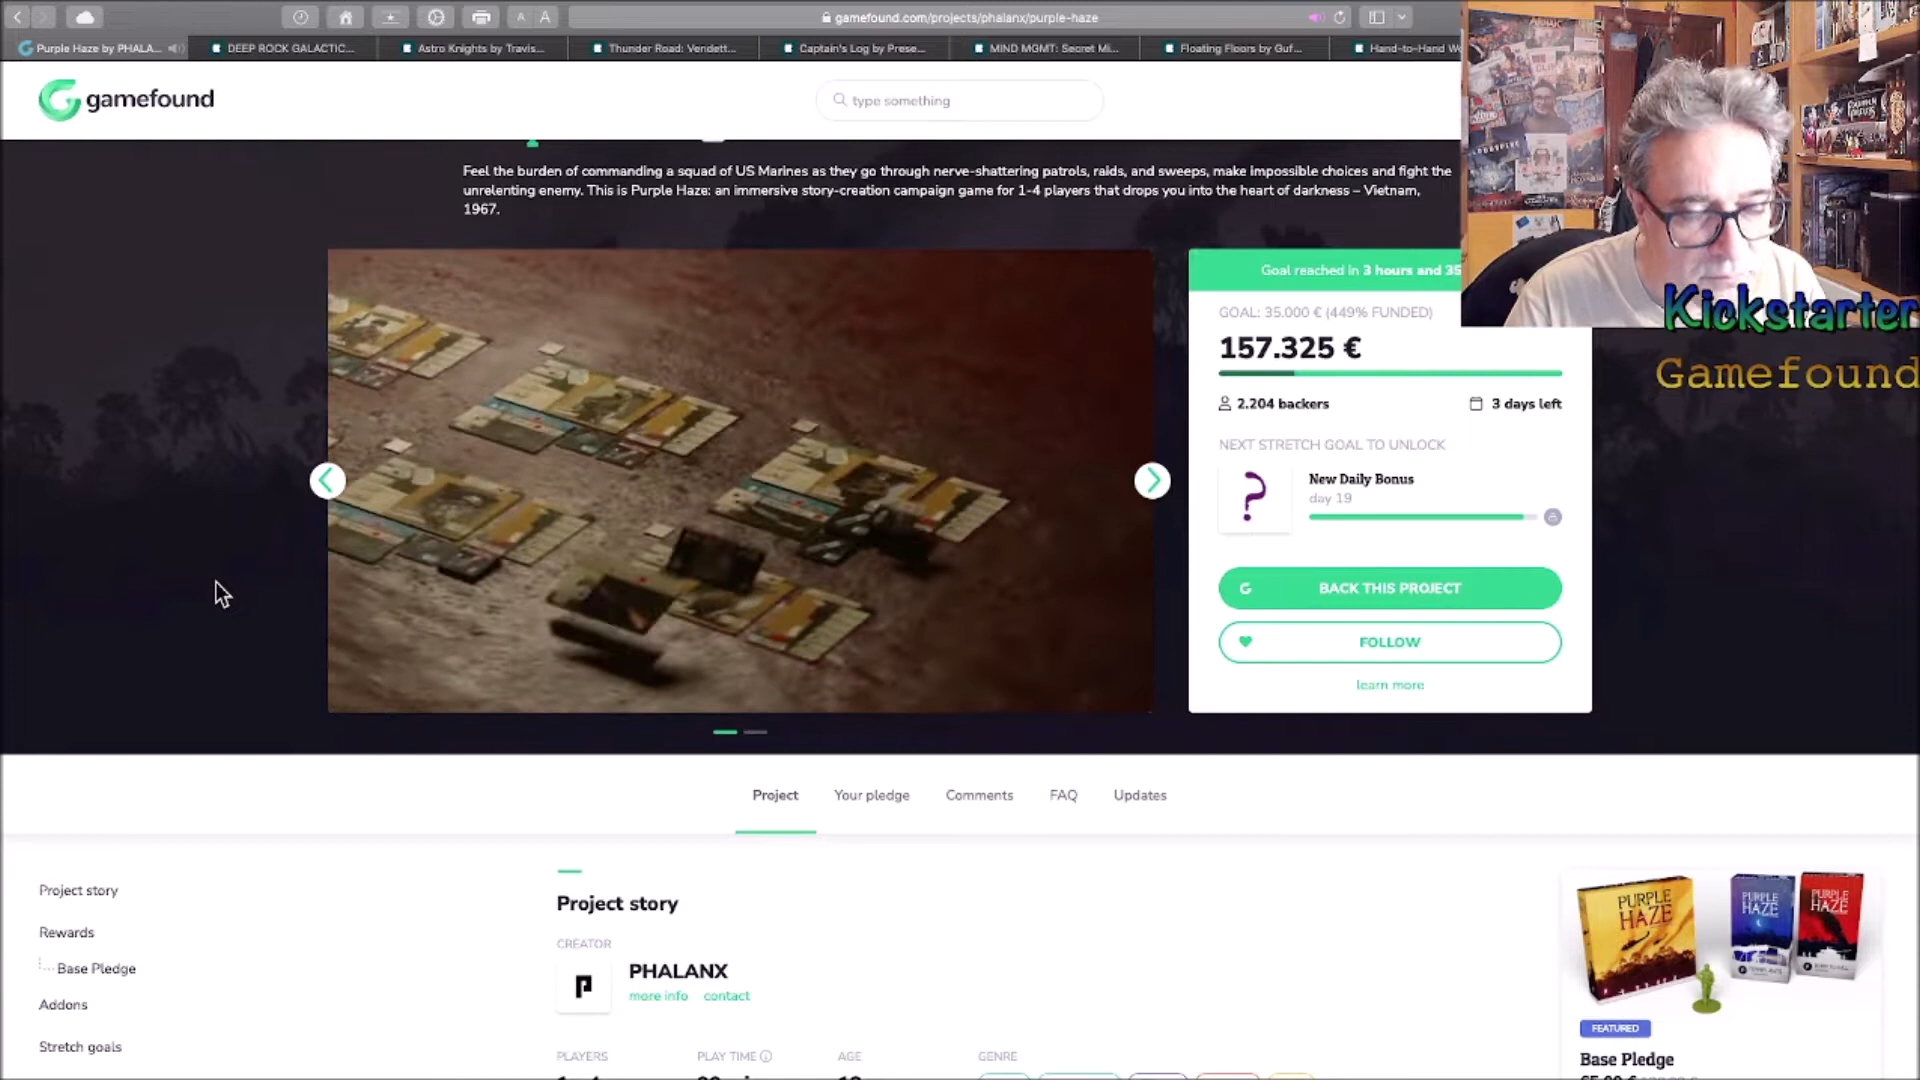 gamefound.com/projects/phalanx/purple-haze
Purple Haze by PHALA...
DEEP ROCK GALACTIC...
Astro Knights by Travis...
Thunder Road: Vendett...
Captain's Log by Prese...
MIND MGMT: Secret Mi...
Floating Floors by Guf...
Hand-to-Hand Wo
gamefound
type something
Feel the burden of commanding a squad of US Marines as they go through nerve-shattering patrols, raids, and sweeps, make impossible choices and fight the
unrelenting enemy. This is Purple Haze: an immersive story-creation campaign game for 1-4 players that drops you into the heart of darkness – Vietnam,
1967.
Goal reached in 3 hours and 35
GOAL: 35.000 € (449% FUNDED)
157.325 €
2.204 backers
3 days left
NEXT STRETCH GOAL TO UNLOCK
?
New Daily Bonus
day 19
BACK THIS PROJECT
FOLLOW
learn more
Kickstarter
Gamefound
Project
Your pledge
Comments
FAQ
Updates
Project story
Rewards
Base Pledge
Addons
Stretch goals
Project story
CREATOR
PHALANX
more info
contact
PLAYERS
PLAY TIME
AGE
GENRE
PURPLE
HAZE
PURPLE
HAZE
PURPLE
HAZE
FEATURED
Base Pledge